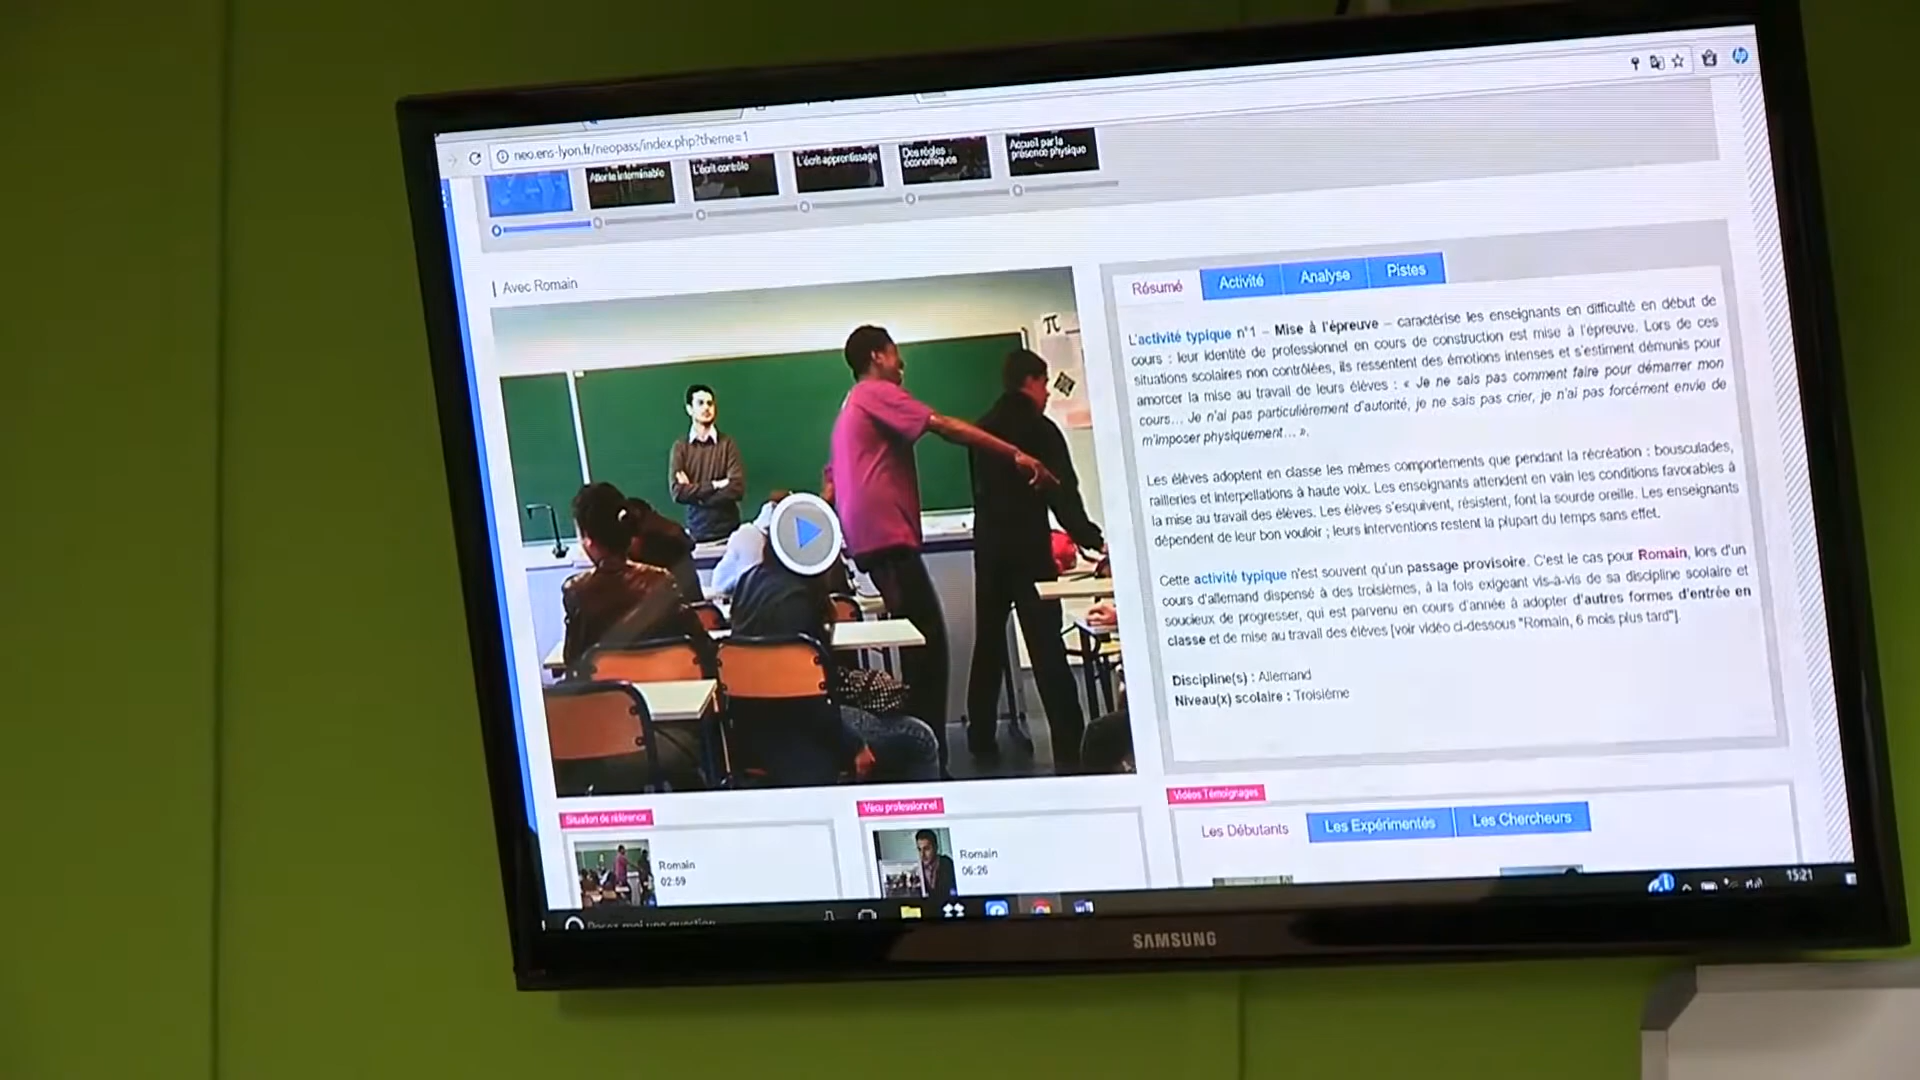 neo.ens-lyon.fr/neopass/index.php?theme=1
Attente interminable
L'écrit contrôle
L'écrit apprentissage
Des règles
économiques
Accueil par la
présence physique
| Avec Romain
π
Résumé
Activité
Analyse
Pistes
L'activité typique n°1 – Mise à l'épreuve – caractérise les enseignants en difficulté en début de
cours : leur identité de professionnel en cours de construction est mise à l'épreuve. Lors de ces
situations scolaires non contrôlées, ils ressentent des émotions intenses et s'estiment démunis pour
amorcer la mise au travail de leurs élèves : « Je ne sais pas comment faire pour démarrer mon
cours... Je n'ai pas particulièrement d'autorité, je ne sais pas crier, je n'ai pas forcément envie de
m'imposer physiquement... ».
Les élèves adoptent en classe les mêmes comportements que pendant la récréation : bousculades,
railleries et interpellations à haute voix. Les enseignants attendent en vain les conditions favorables à
la mise au travail des élèves. Les élèves s'esquivent, résistent, font la sourde oreille. Les enseignants
dépendent de leur bon vouloir ; leurs interventions restent la plupart du temps sans effet.
Cette activité typique n'est souvent qu'un passage provisoire. C'est le cas pour Romain, lors d'un
cours d'allemand dispensé à des troisièmes, à la fois exigeant vis-à-vis de sa discipline scolaire et
soucieux de progresser, qui est parvenu en cours d'année à adopter d'autres formes d'entrée en
classe et de mise au travail des élèves [voir vidéo ci-dessous "Romain, 6 mois plus tard"].
Discipline(s) : Allemand
Niveau(x) scolaire : Troisième
Situation de référence
Romain
02:59
Vécu professionnel
Romain
06:26
Vidéos Témoignages
Les Débutants
Les Expérimentés
Les Chercheurs
Posez-moi une question
15:21
hp
SAMSUNG